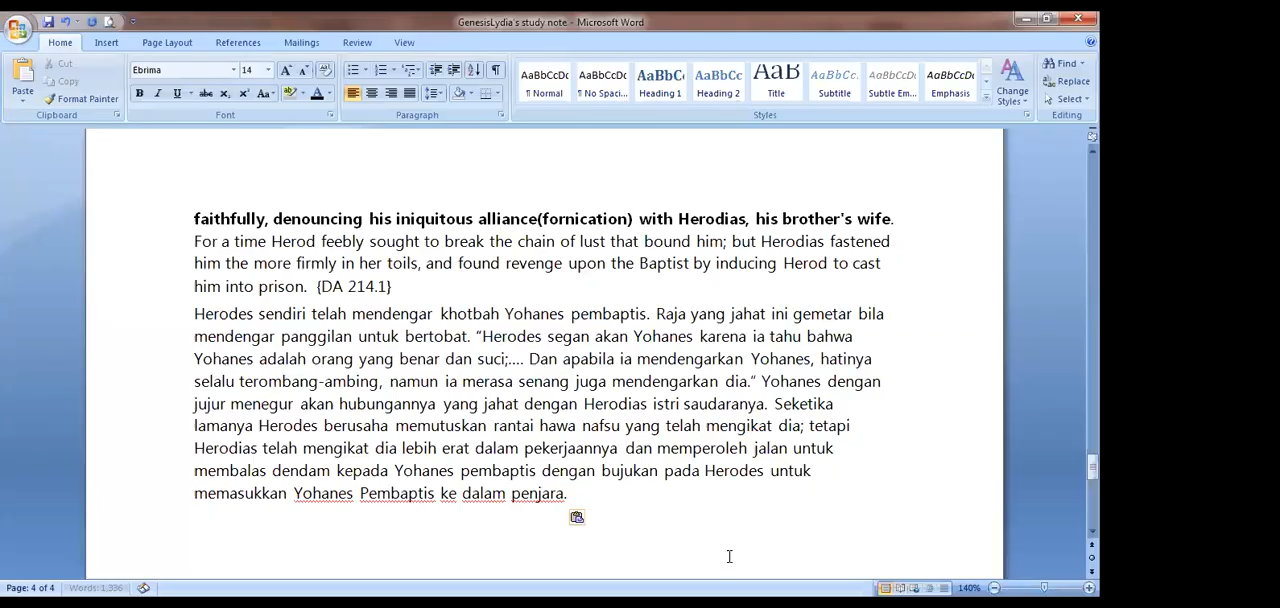 GenesisLydia's study note - Microsoft Word
Home Insert Page Layout References Mailings Review View
Paste
Cut
Copy
Format Painter
Clipboard
Ebrima 14
Font
Paragraph
AaBbCcDc AaBbCcDc AaBbC AaBbCc AaB AaBbCc. AaBbCcDc AaBbCcDc
¶ Normal ¶ No Spaci... Heading 1 Heading 2 Title Subtitle Subtle Em... Emphasis
Change Styles
Styles
Find
Replace
Select
Editing
faithfully, denouncing his iniquitous alliance(fornication) with Herodias, his brother's wife.
For a time Herod feebly sought to break the chain of lust that bound him; but Herodias fastened
him the more firmly in her toils, and found revenge upon the Baptist by inducing Herod to cast
him into prison. {DA 214.1}
Herodes sendiri telah mendengar khotbah Yohanes pembaptis. Raja yang jahat ini gemetar bila
mendengar panggilan untuk bertobat. “Herodes segan akan Yohanes karena ia tahu bahwa
Yohanes adalah orang yang benar dan suci;.... Dan apabila ia mendengarkan Yohanes, hatinya
selalu terombang-ambing, namun ia merasa senang juga mendengarkan dia.” Yohanes dengan
jujur menegur akan hubungannya yang jahat dengan Herodias istri saudaranya. Seketika
lamanya Herodes berusaha memutuskan rantai hawa nafsu yang telah mengikat dia; tetapi
Herodias telah mengikat dia lebih erat dalam pekerjaannya dan memperoleh jalan untuk
membalas dendam kepada Yohanes pembaptis dengan bujukan pada Herodes untuk
memasukkan Yohanes Pembaptis ke dalam penjara.
Page: 4 of 4 Words: 1,336 140%